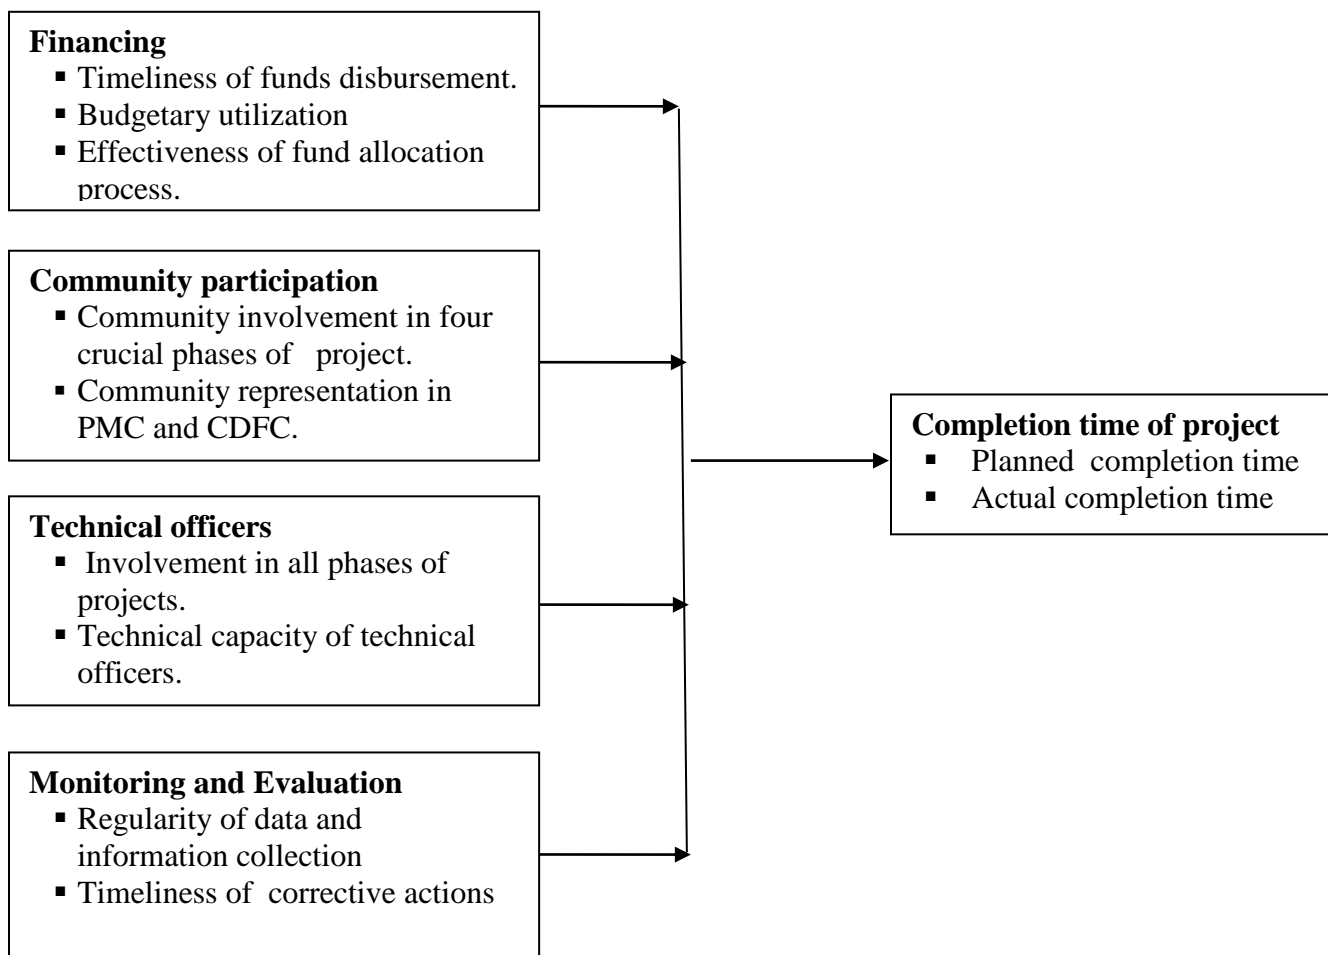 Financing
▪ Timeliness of funds disbursement.
▪ Budgetary utilization
▪ Effectiveness of fund allocation
process.
Community participation
▪ Community involvement in four
crucial phases of project.
▪ Community representation in
PMC and CDFC.
Technical officers
▪ Involvement in all phases of
projects.
▪ Technical capacity of technical
officers.
Monitoring and Evaluation
▪ Regularity of data and
information collection
▪ Timeliness of corrective actions
Completion time of project
▪ Planned completion time
▪ Actual completion time